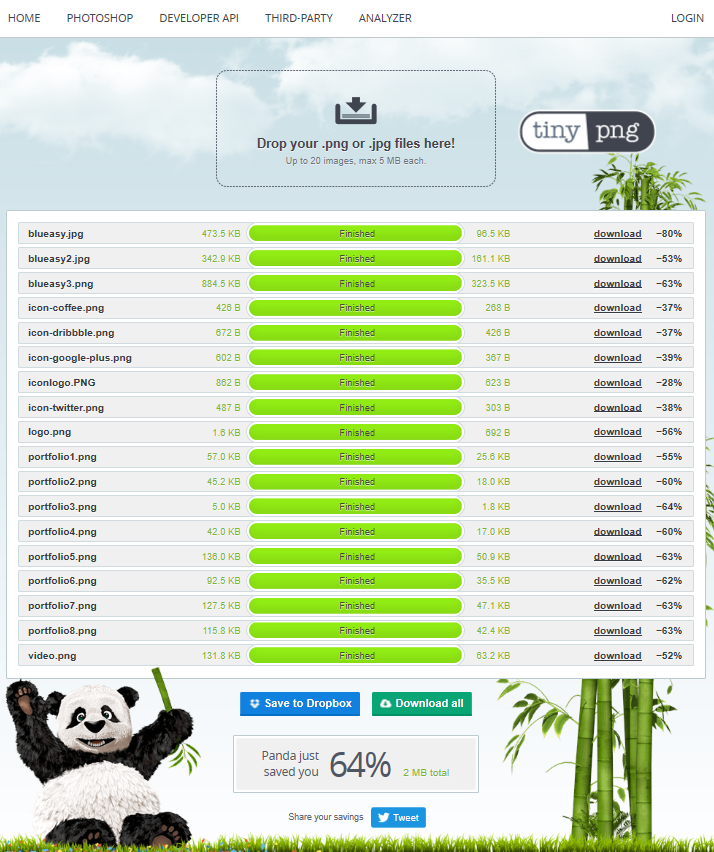 HOME PHOTOSHOP DEVELOPER API THIRD-PARTY ANALYZER LOGIN
Drop your .png or .jpg files here!
Up to 20 images, max 5 MB each.
tiny png
blueasy.jpg 473.5 KB Finished 96.5 KB download −80%
blueasy2.jpg 342.9 KB Finished 161.1 KB download −53%
blueasy3.png 884.5 KB Finished 323.5 KB download −63%
icon-coffee.png 426 B Finished 268 B download −37%
icon-dribbble.png 672 B Finished 426 B download −37%
icon-google-plus.png 602 B Finished 367 B download −39%
iconlogo.PNG 862 B Finished 623 B download −28%
icon-twitter.png 487 B Finished 303 B download −38%
logo.png 1.6 KB Finished 692 B download −56%
portfolio1.png 57.0 KB Finished 25.6 KB download −55%
portfolio2.png 45.2 KB Finished 18.0 KB download −60%
portfolio3.png 5.0 KB Finished 1.8 KB download −64%
portfolio4.png 42.0 KB Finished 17.0 KB download −60%
portfolio5.png 136.0 KB Finished 50.9 KB download −63%
portfolio6.png 92.5 KB Finished 35.5 KB download −62%
portfolio7.png 127.5 KB Finished 47.1 KB download −63%
portfolio8.png 115.8 KB Finished 42.4 KB download −63%
video.png 131.8 KB Finished 63.2 KB download −52%
Save to Dropbox Download all
Panda just
saved you 64% 2 MB total
Share your savings Tweet